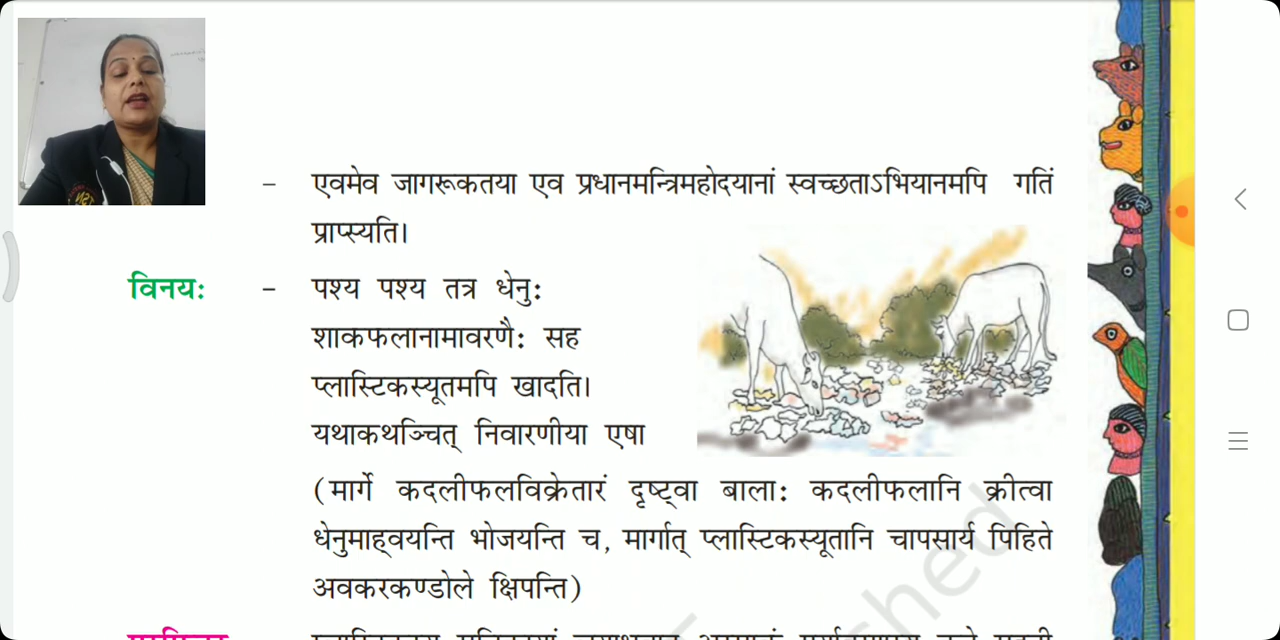 – एवमेव जागरूकतया एव प्रधानमन्त्रिमहोदयानां स्वच्छताऽभियानमपि गतिं
प्राप्स्यति।
विनयः – पश्य पश्य तत्र धेनुः
शाकफलानामावरणैः सह
प्लास्टिकस्यूतमपि खादति।
यथाकथञ्चित् निवारणीया एषा
(मार्गे कदलीफलविक्रेतारं दृष्ट्वा बालाः कदलीफलानि क्रीत्वा
धेनुमाह्वयन्ति भोजयन्ति च, मार्गात् प्लास्टिकस्यूतानि चापसार्य पिहिते
अवकरकण्डोले क्षिपन्ति)
shed